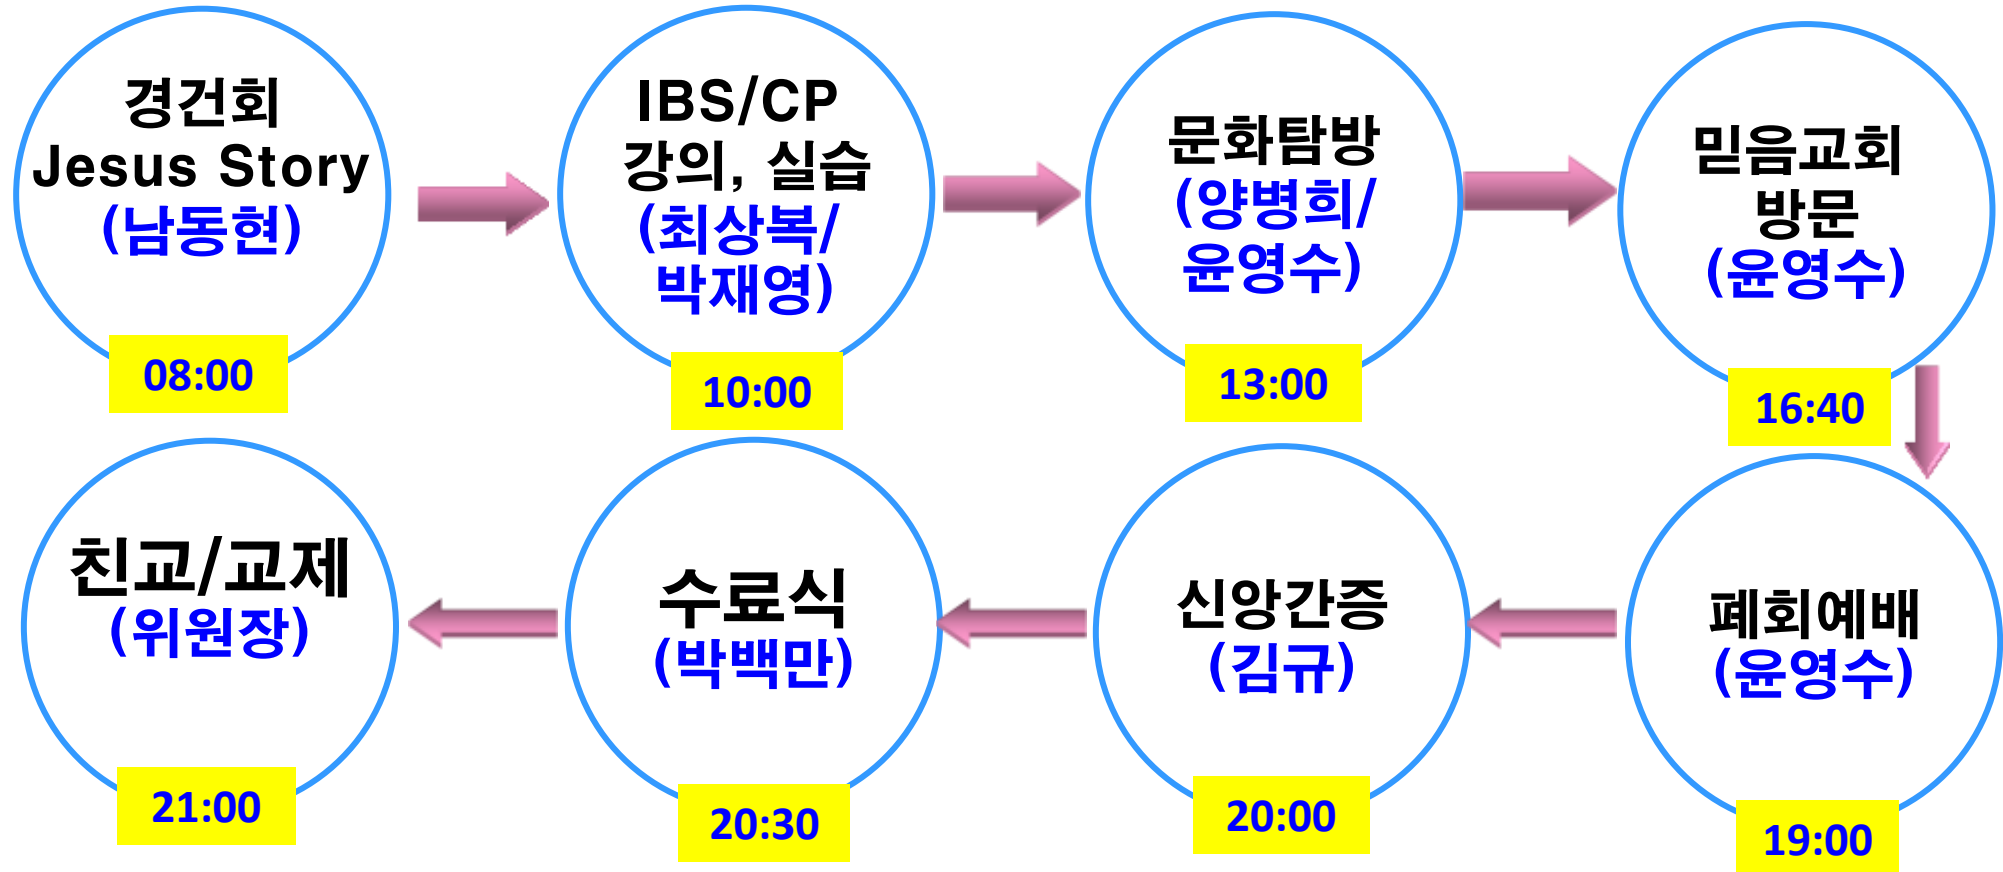 경건회
Jesus Story
(남동현)
08:00
IBS/CP
강의, 실습
(최상복/
박재영)
10:00
문화탐방
(양병희/
윤영수)
13:00
믿음교회
방문
(윤영수)
16:40
폐회예배
(윤영수)
19:00
신앙간증
(김규)
20:00
수료식
(박백만)
20:30
친교/교제
(위원장)
21:00